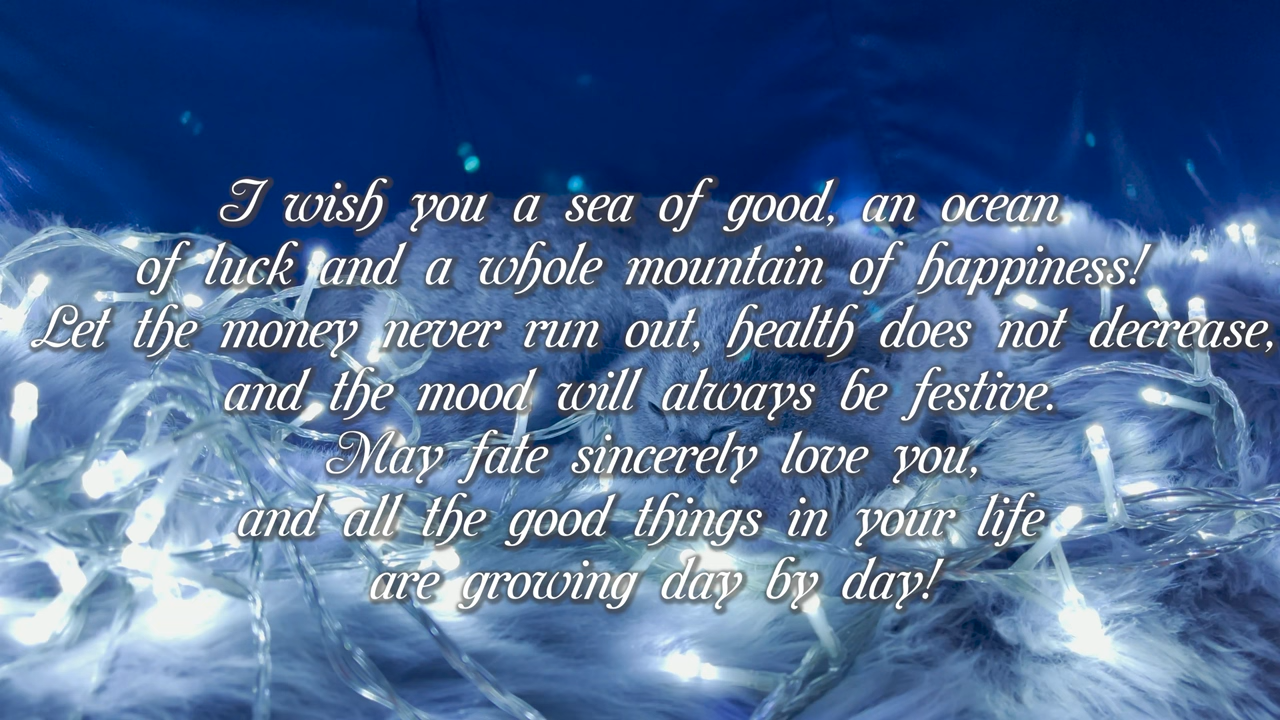 I wish you a sea of good, an ocean
of luck and a whole mountain of happiness!
Let the money never run out, health does not decrease,
and the mood will always be festive.
May fate sincerely love you,
and all the good things in your life
are growing day by day!